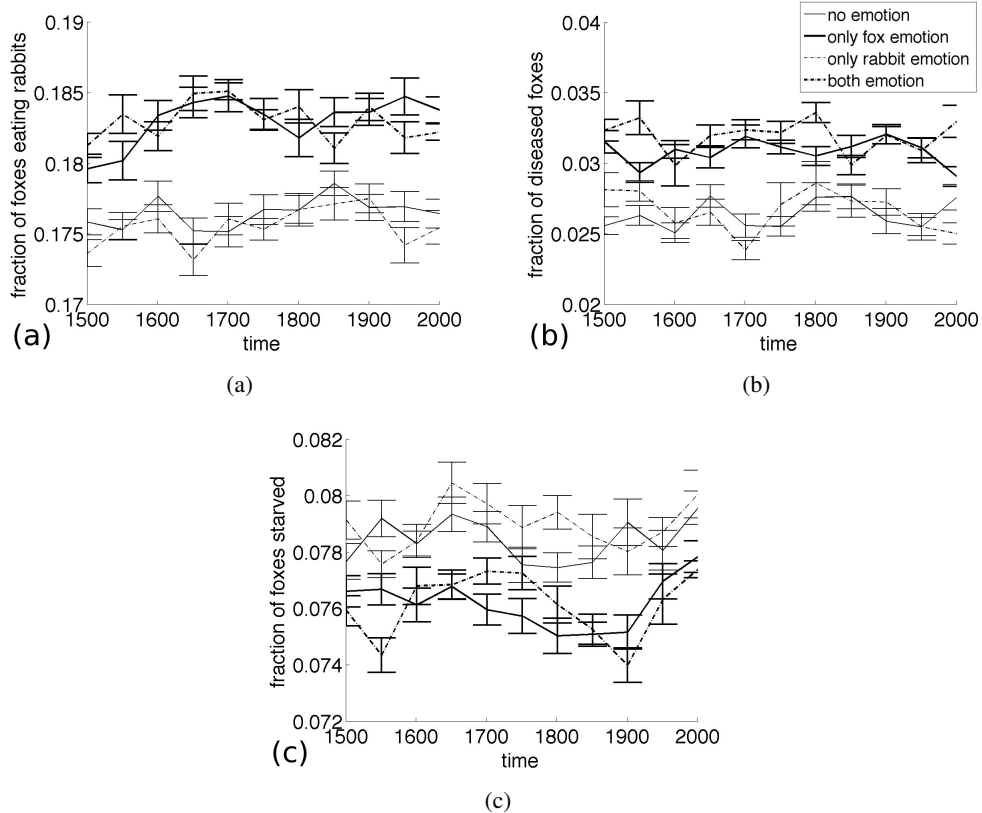 0.19
0.185
0.18
0.175
0.17
fraction of foxes eating rabbits
1500 1600 1700 1800 1900 2000
time
(a)
(a)
no emotion
only fox emotion
only rabbit emotion
both emotion
0.04
0.035
0.03
0.025
0.02
fraction of diseased foxes
1500 1600 1700 1800 1900 2000
time
(b)
(b)
0.082
0.08
0.078
0.076
0.074
0.072
fraction of foxes starved
1500 1600 1700 1800 1900 2000
time
(c)
(c)